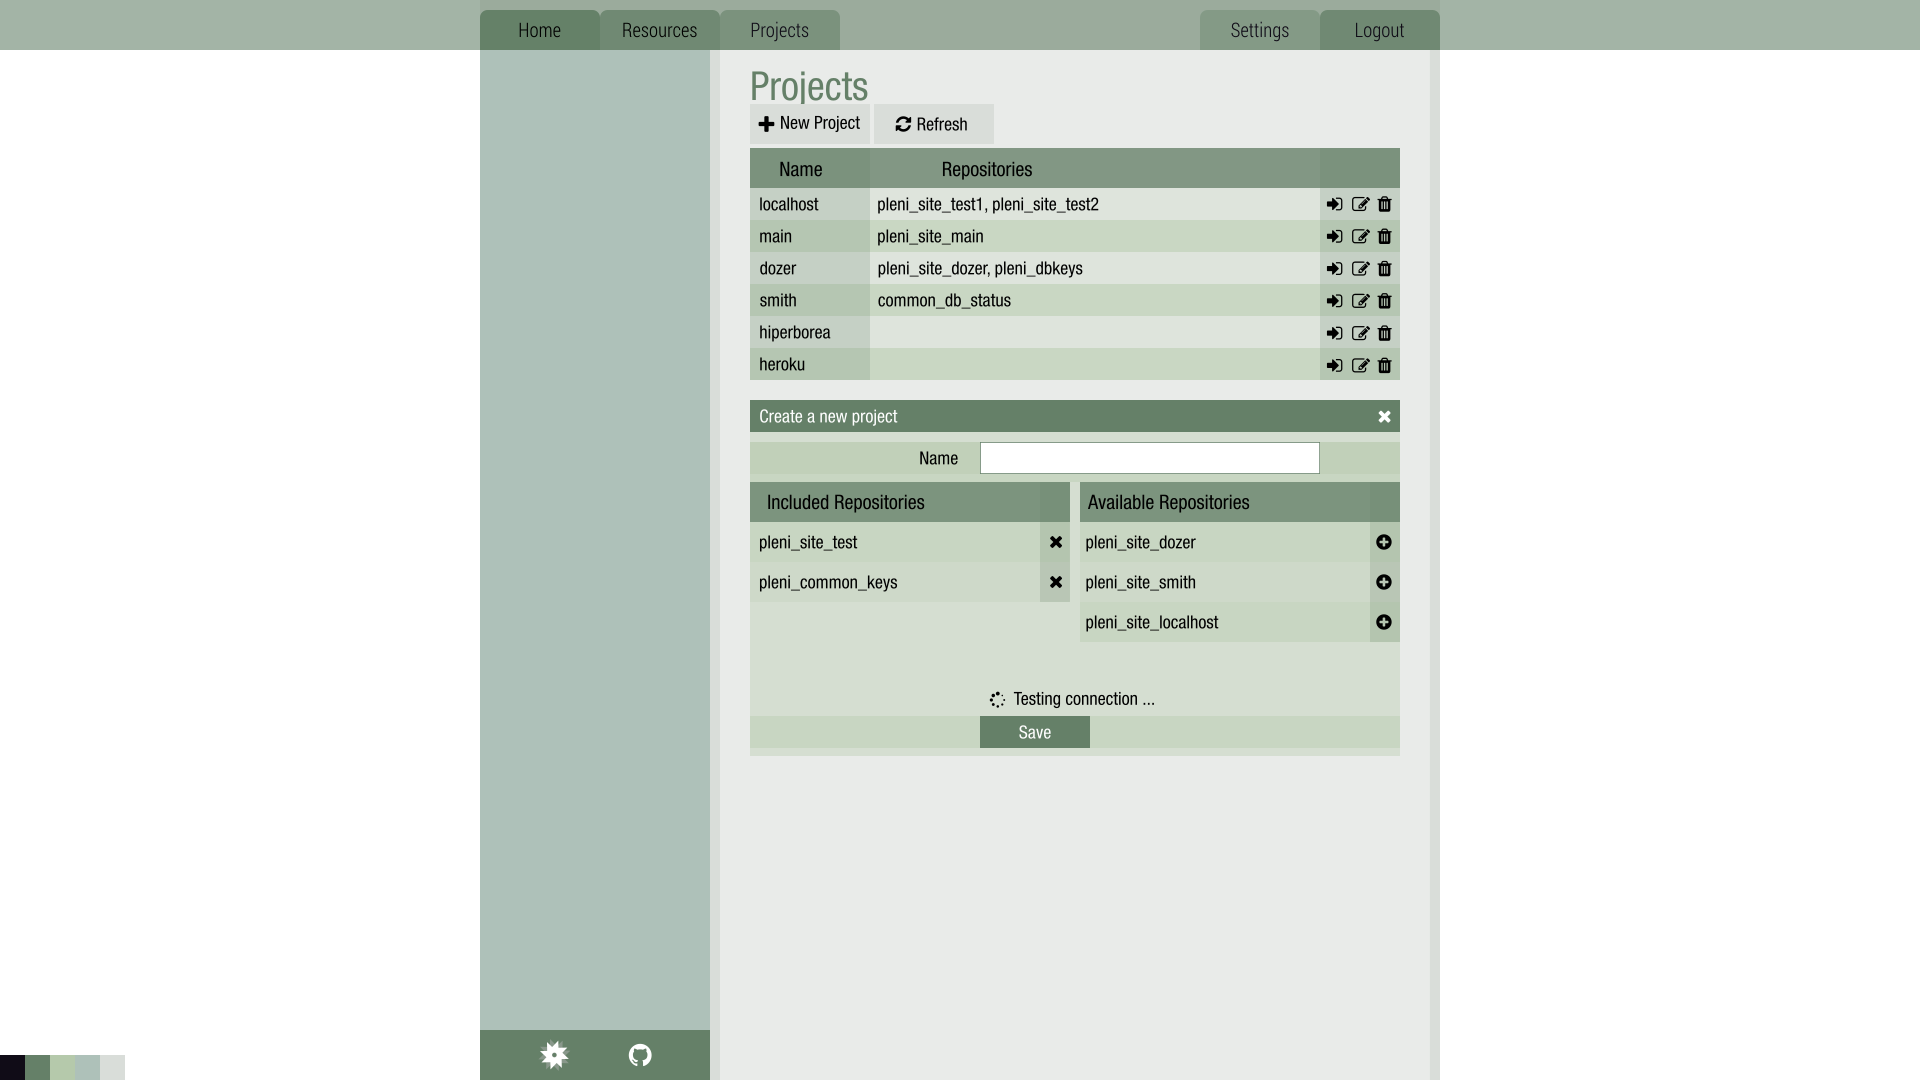 Home Resources Projects Settings Logout
Projects
New Project Refresh
Name Repositories
localhost pleni_site_test1, pleni_site_test2
main pleni_site_main
dozer pleni_site_dozer, pleni_dbkeys
smith common_db_status
hiperborea
heroku
Create a new project
Name
Included Repositories Available Repositories
pleni_site_test pleni_site_dozer
pleni_common_keys pleni_site_smith
pleni_site_localhost
Testing connection ...
Save